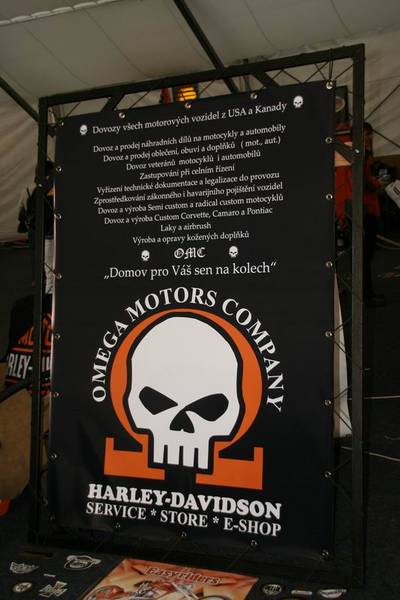 Dovozy všech motorových vozidel z USA a Kanady
Dovoz a prodej náhradních dílů na motocykly a automobily
Dovoz a prodej oblečení, obuvi a doplňků ( mot., aut.)
Dovoz veteránů motocyklů i automobilů
Zastupování při celním řízení
Vyřízení technické dokumentace a legalizace do provozu
Zprostředkování zákonného i havarijního pojištění vozidel
Dovoz a výroba Semi custom a radical custom motocyklů
Dovoz a výroba Custom Corvette, Camaro a Pontiac
Laky a airbrush
Výroba a opravy kožených doplňků
OMC
„Domov pro Váš sen na kolech"
OMEGA MOTORS COMPANY
HARLEY-DAVIDSON
SERVICE * STORE * E-SHOP
EasyRiders